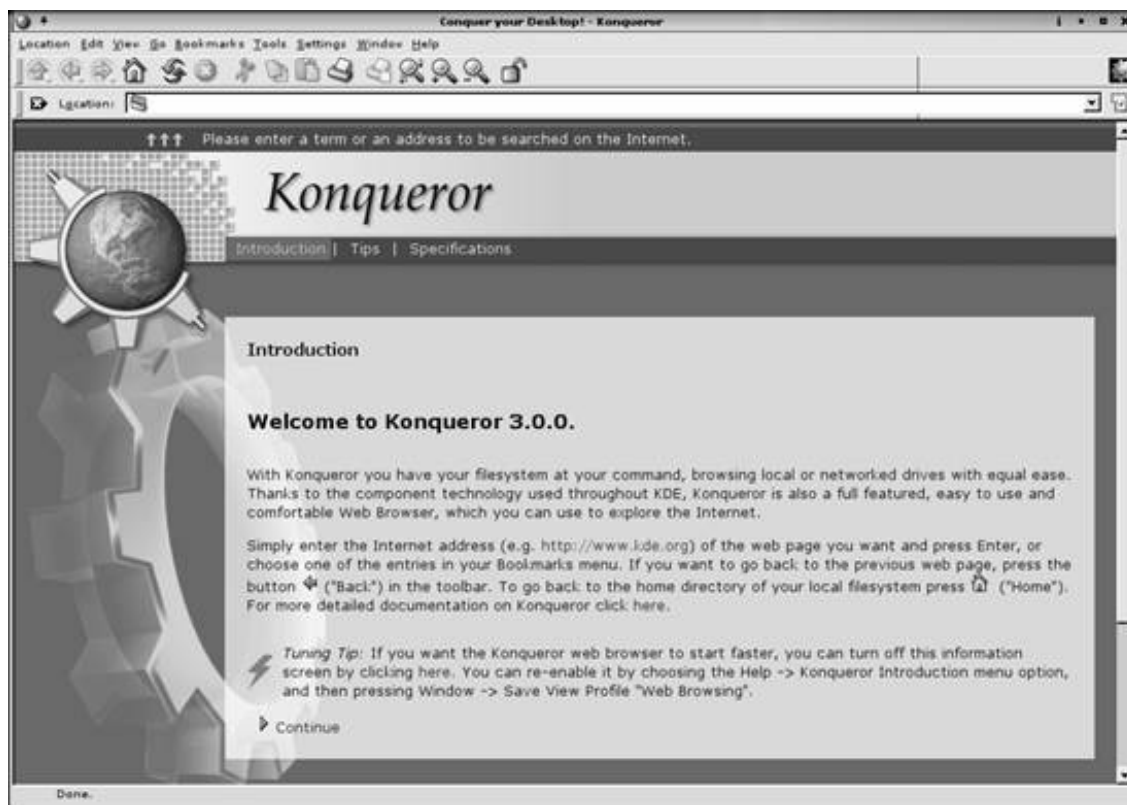 Conquer your Desktop! - Konqueror
Location Edit View Go Bookmarks Tools Settings Window Help
Location:
↑↑↑ Please enter a term or an address to be searched on the Internet.
Konqueror
Introduction | Tips | Specifications
Introduction
Welcome to Konqueror 3.0.0.
With Konqueror you have your filesystem at your command, browsing local or networked drives with equal ease.
Thanks to the component technology used throughout KDE, Konqueror is also a full featured, easy to use and
comfortable Web Browser, which you can use to explore the Internet.
Simply enter the Internet address (e.g. http://www.kde.org) of the web page you want and press Enter, or
choose one of the entries in your Bookmarks menu. If you want to go back to the previous web page, press the
button ("Back") in the toolbar. To go back to the home directory of your local filesystem press ("Home").
For more detailed documentation on Konqueror click here.
Tuning Tip: If you want the Konqueror web browser to start faster, you can turn off this information
screen by clicking here. You can re-enable it by choosing the Help -> Konqueror Introduction menu option,
and then pressing Window -> Save View Profile "Web Browsing".
Continue
Done.